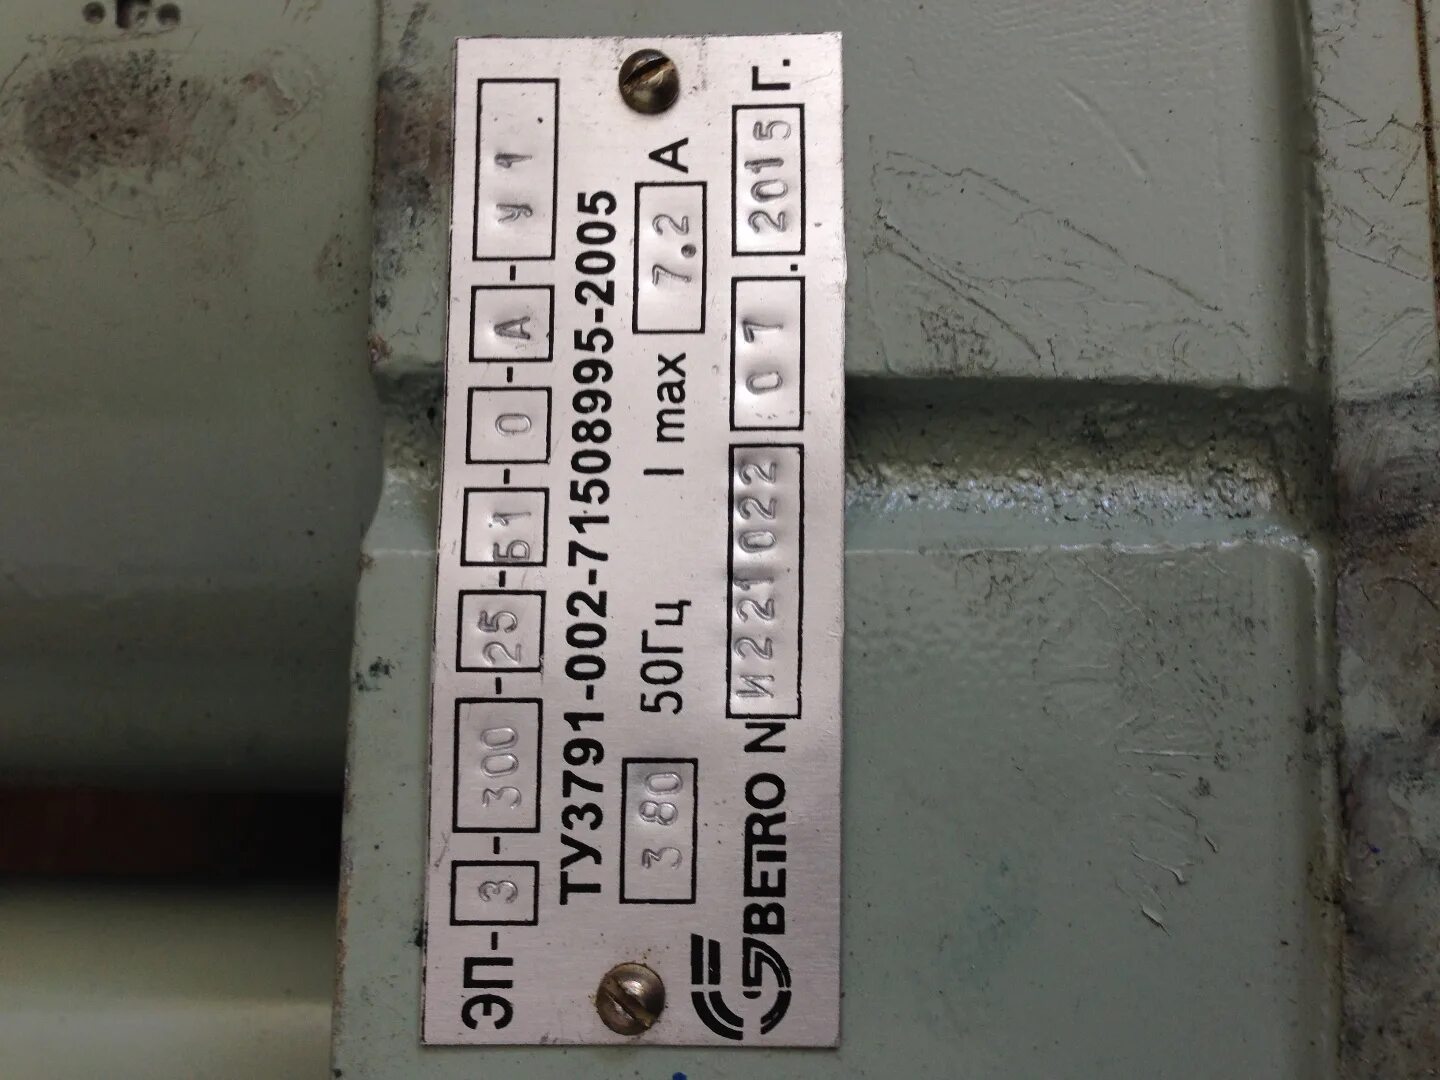 ЭП-3-300-25-Б1-0-А-У1
ТУ3791-002-71508995-2005
380 50Гц I max 7.2 А
ВЕТRО N И221022 07.2015 г.